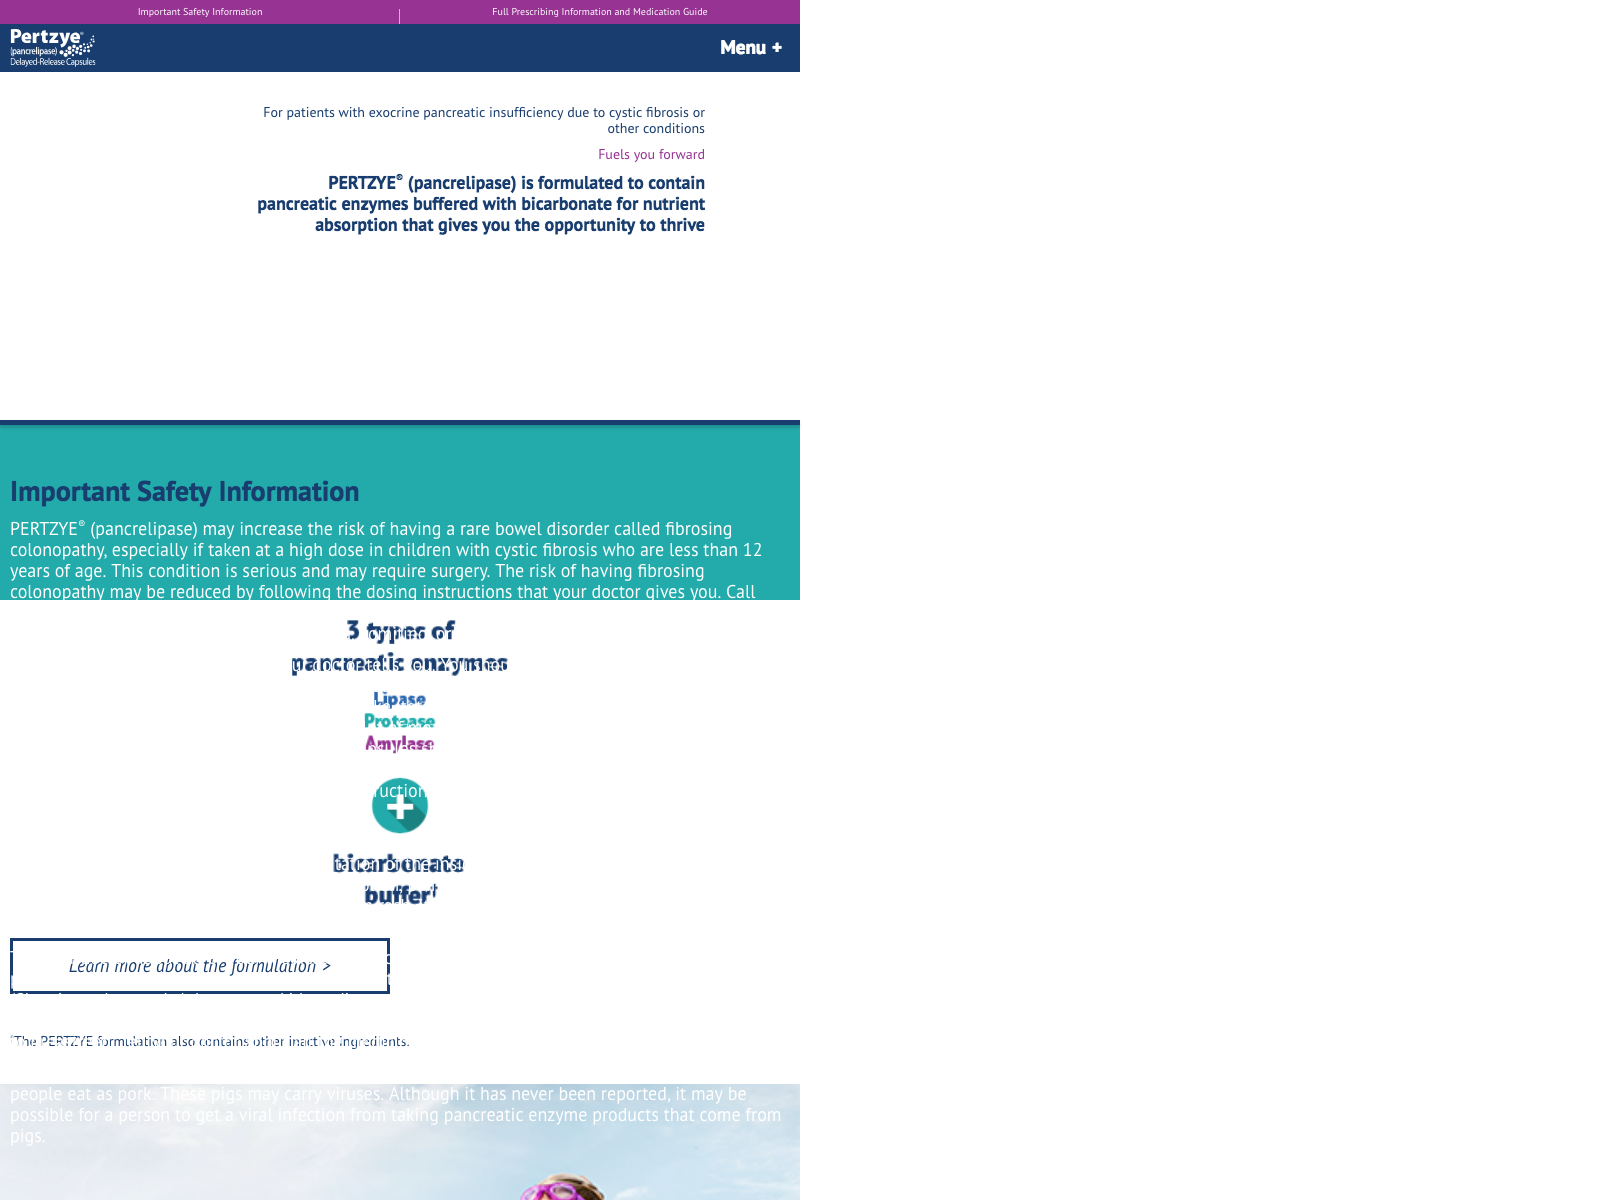 Important Safety Information
Full Prescribing Information and Medication Guide
Pertzye®
(pancrelipase)
Delayed-Release Capsules
Menu +
For patients with exocrine pancreatic insufficiency due to cystic fibrosis or
other conditions
Fuels you forward
PERTZYE® (pancrelipase) is formulated to contain
pancreatic enzymes buffered with bicarbonate for nutrient
absorption that gives you the opportunity to thrive
Important Safety Information
PERTZYE® (pancrelipase) may increase the risk of having a rare bowel disorder called fibrosing
colonopathy, especially if taken at a high dose in children with cystic fibrosis who are less than 12
years of age. This condition is serious and may require surgery. The risk of having fibrosing
colonopathy may be reduced by following the dosing instructions that your doctor gives you. Call
3 types of
pancreatic enzymes
Lipase
Protease
Amylase
+
bicarbonate
buffer
Learn more about the formulation >
The PERTZYE formulation also contains other inactive ingredients.
people eat as pork. These pigs may carry viruses. Although it has never been reported, it may be
possible for a person to get a viral infection from taking pancreatic enzyme products that come from
pigs.